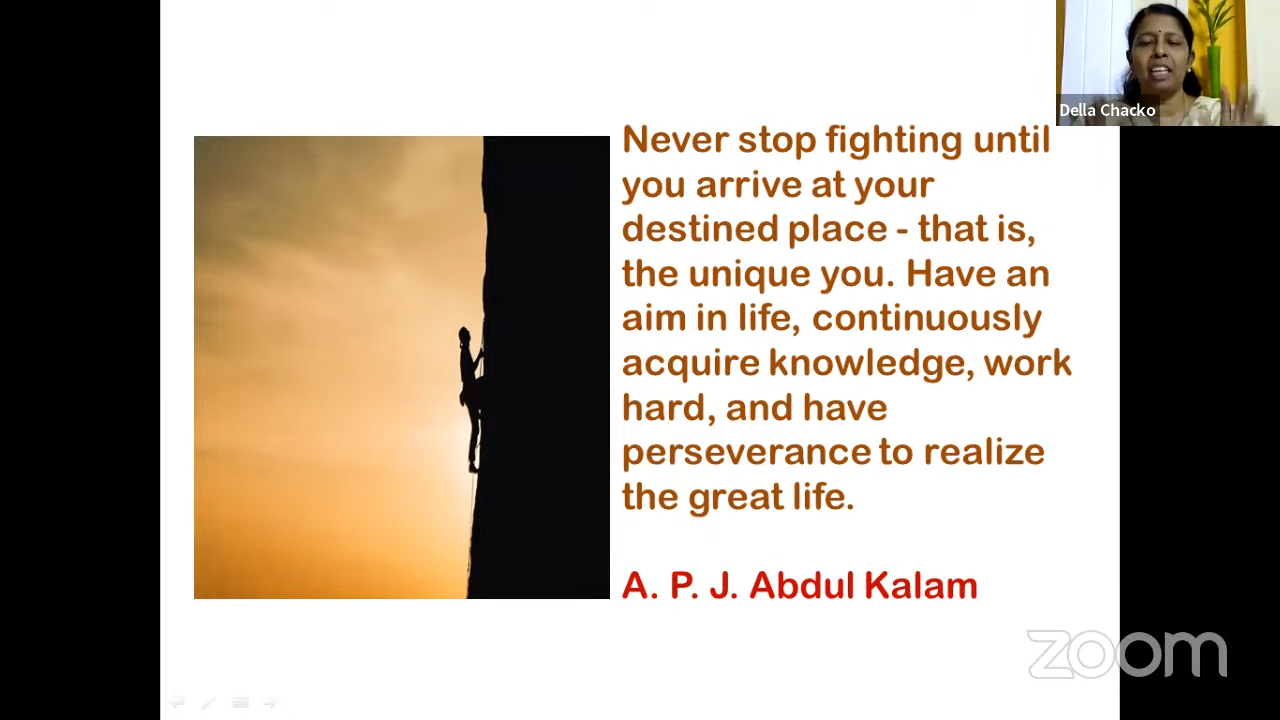 Della Chacko
Never stop fighting until
you arrive at your
destined place - that is,
the unique you. Have an
aim in life, continuously
acquire knowledge, work
hard, and have
perseverance to realize
the great life.
A. P. J. Abdul Kalam
zoom